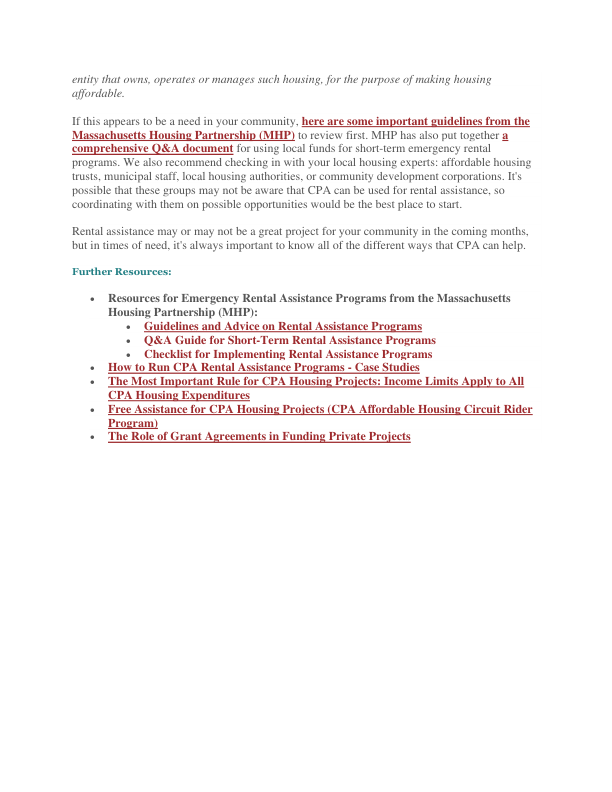 entity that owns, operates or manages such housing, for the purpose of making housing
affordable.
If this appears to be a need in your community, here are some important guidelines from the
Massachusetts Housing Partnership (MHP) to review first. MHP has also put together a
comprehensive Q&A document for using local funds for short-term emergency rental
programs. We also recommend checking in with your local housing experts: affordable housing
trusts, municipal staff, local housing authorities, or community development corporations. It's
possible that these groups may not be aware that CPA can be used for rental assistance, so
coordinating with them on possible opportunities would be the best place to start.
Rental assistance may or may not be a great project for your community in the coming months,
but in times of need, it's always important to know all of the different ways that CPA can help.
Further Resources:
• Resources for Emergency Rental Assistance Programs from the Massachusetts
Housing Partnership (MHP):
• Guidelines and Advice on Rental Assistance Programs
• Q&A Guide for Short-Term Rental Assistance Programs
• Checklist for Implementing Rental Assistance Programs
• How to Run CPA Rental Assistance Programs - Case Studies
• The Most Important Rule for CPA Housing Projects: Income Limits Apply to All
CPA Housing Expenditures
• Free Assistance for CPA Housing Projects (CPA Affordable Housing Circuit Rider
Program)
• The Role of Grant Agreements in Funding Private Projects